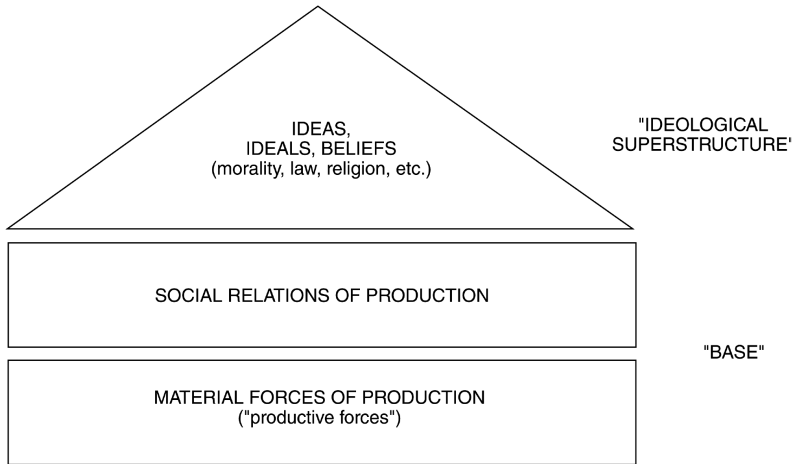 IDEAS,
IDEALS, BELIEFS
(morality, law, religion, etc.)
"IDEOLOGICAL
SUPERSTRUCTURE'
SOCIAL RELATIONS OF PRODUCTION
"BASE"
MATERIAL FORCES OF PRODUCTION
("productive forces")